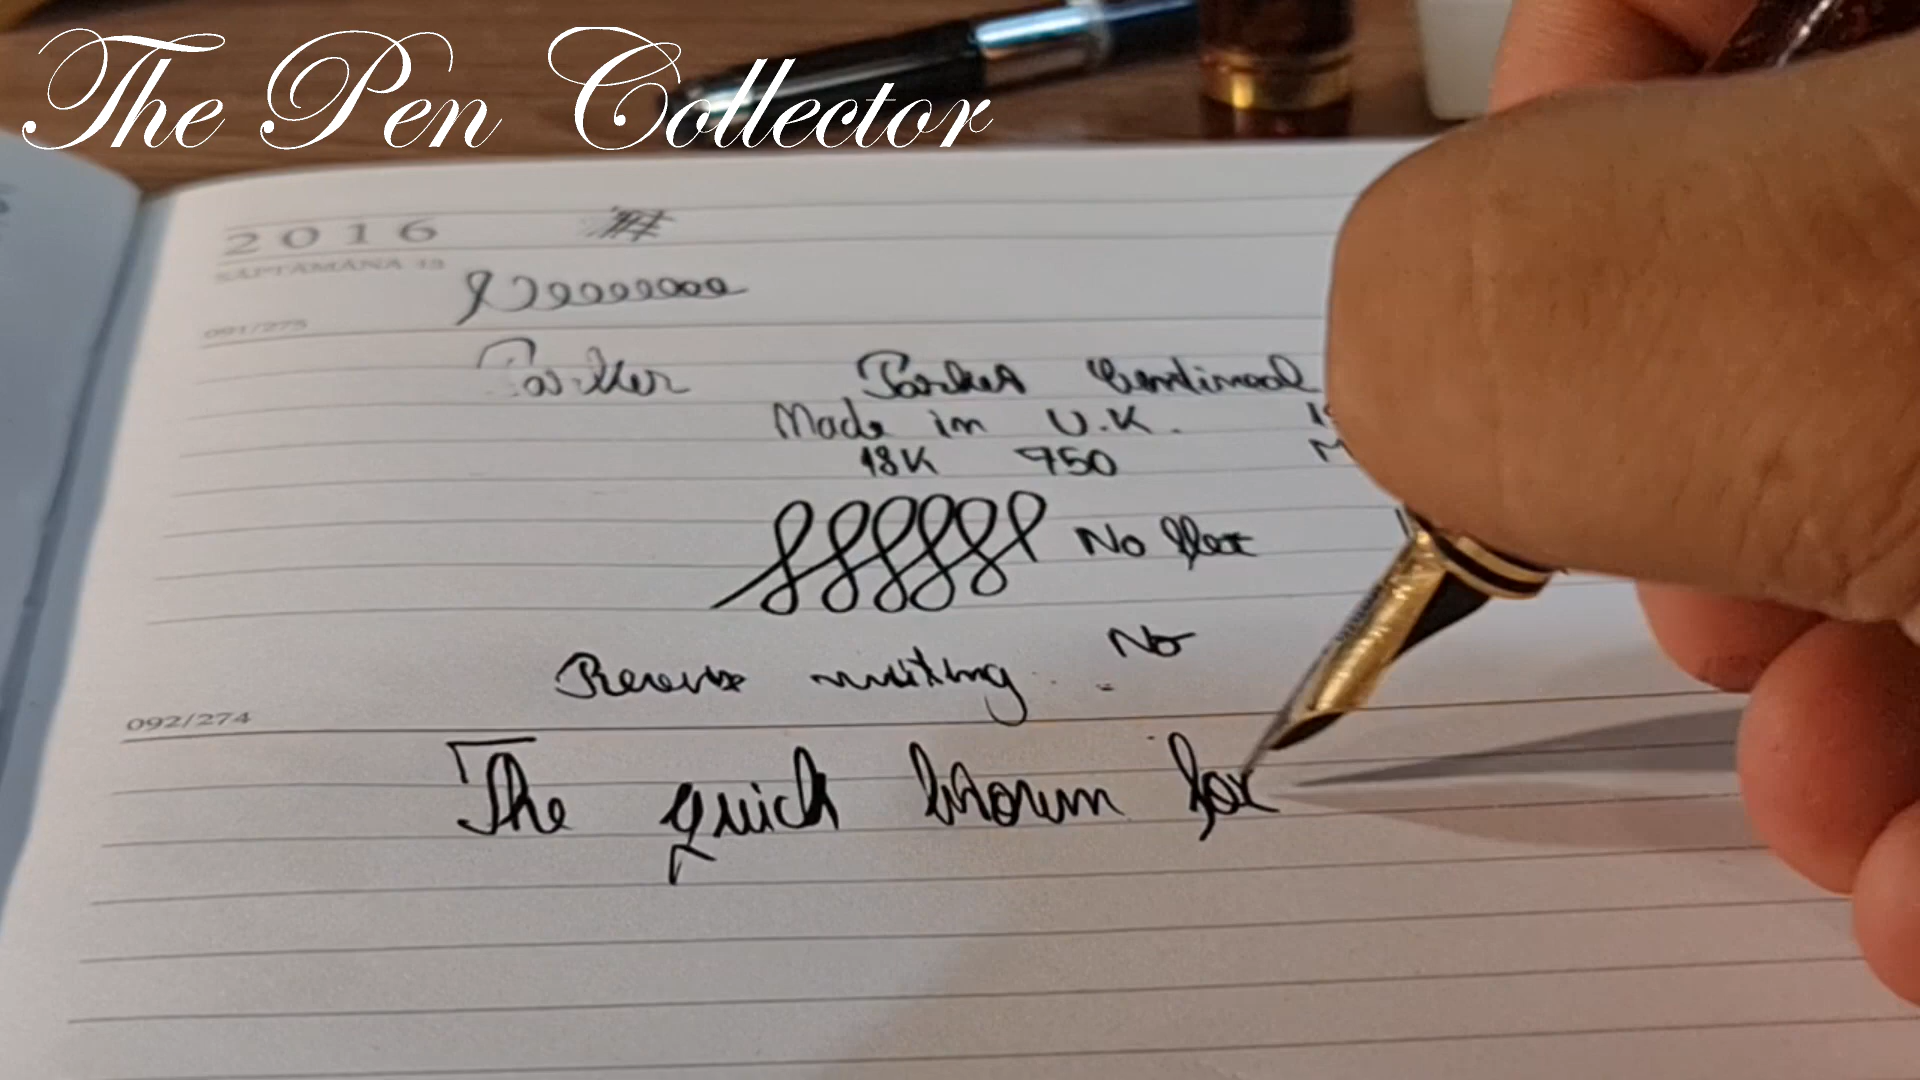 The Pen Collector
2016
SĂPTĂMÂNA 13
091/275
Parker Parker Centinnal
Made in U.K.
18K 750 M
No flex
Reverse writing No
092/274
The quick brown fox